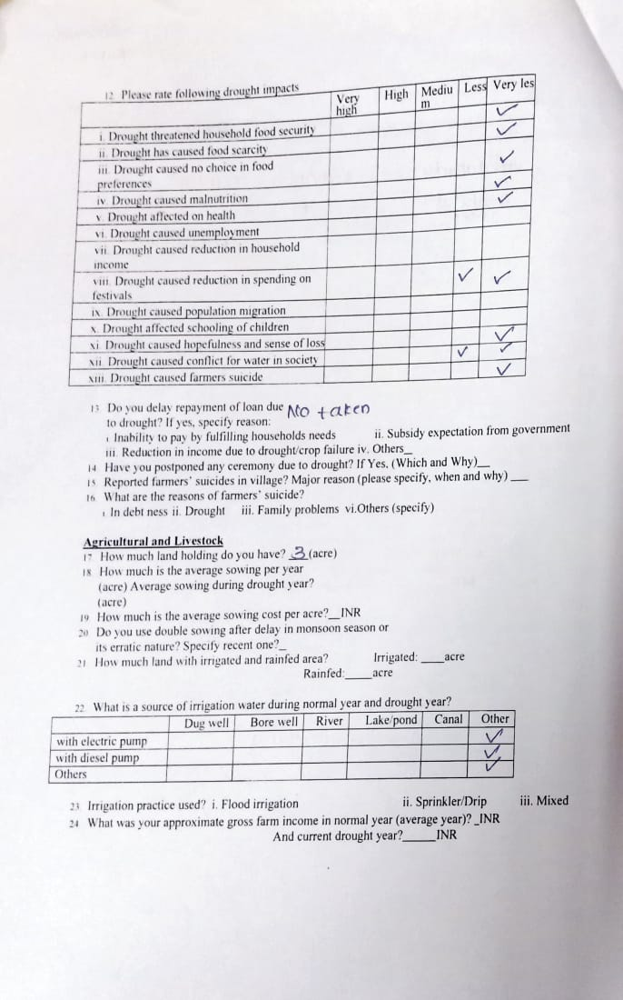 12 Please rate following drought impacts
Very high High Mediu m Less Very les
✓
i. Drought threatened household food security ✓
ii. Drought has caused food scarcity
iii. Drought caused no choice in food ✓
preferences ✓
iv. Drought caused malnutrition ✓
v. Drought affected on health
vi. Drought caused unemployment
vii. Drought caused reduction in household
income
viii. Drought caused reduction in spending on ✓ ✓
festivals
ix. Drought caused population migration
x. Drought affected schooling of children
xi. Drought caused hopefulness and sense of loss ✓
xii. Drought caused conflict for water in society ✓ ✓
xiii. Drought caused farmers suicide ✓
13 Do you delay repayment of loan due No taken
to drought? If yes, specify reason:
i. Inability to pay by fulfilling households needs ii. Subsidy expectation from government
iii. Reduction in income due to drought/crop failure iv. Others_
14 Have you postponed any ceremony due to drought? If Yes. (Which and Why)__
15 Reported farmers' suicides in village? Major reason (please specify, when and why) ___
16 What are the reasons of farmers' suicide?
i. In debt ness ii. Drought iii. Family problems vi.Others (specify)
Agricultural and Livestock
17 How much land holding do you have? _3_(acre)
18 How much is the average sowing per year
(acre) Average sowing during drought year?
(acre)
19 How much is the average sowing cost per acre?__INR
20 Do you use double sowing after delay in monsoon season or
its erratic nature? Specify recent one?_
21 How much land with irrigated and rainfed area? Irrigated: ____acre
Rainfed:_____acre
22 What is a source of irrigation water during normal year and drought year?
Dug well Bore well River Lake/pond Canal Other
with electric pump ✓
with diesel pump ✓
Others ✓
23 Irrigation practice used? i. Flood irrigation ii. Sprinkler/Drip iii. Mixed
24 What was your approximate gross farm income in normal year (average year)? _INR
And current drought year?______INR